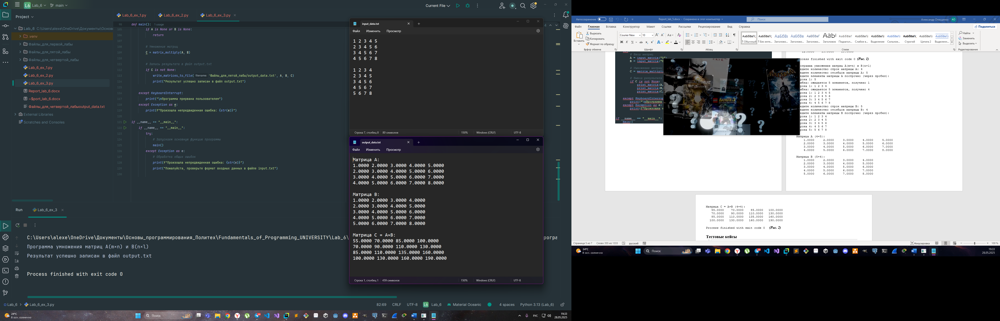 L6 Lab_6 main
Current File
Project
Lab_6 C:\Users\alexe\OneDrive\Документы\Основы
.venv
Файлы_для_первой_лабы
Файлы_для_пятой_лабы
Файлы_для_четвертой_лабы
Lab_6_ex_1.py
Lab_6_ex_2.py
Lab_6_ex_3.py
Report_lab_6.docx
~$port_lab_6.docx
Файлы_для_четвертой_лабыoutput_data.txt
External Libraries
Scratches and Consoles
Lab_6_ex_1.py Lab_6_ex_2.py Lab_6_ex_3.py
98 def main(): 1 usage
105 if A is None or B is None:
106 return
107
108 # Умножение матриц
109 C = matrix_multiply(A, B)
110
111 # Запись результата в файл output.txt
112 if C is not None:
113 write_matrices_to_file( filename: 'Файлы_для_пятой_лабы/output_data.txt', A, B, C)
114 print("Результат успешно записан в файл output.txt")
115
116 except KeyboardInterrupt:
117 print("\nПрограмма прервана пользователем")
118 except Exception as e:
119 print(f"Произошла непредвиденная ошибка: {str(e)}")
120
121 if __name__ == "__main__":
122 if __name__ == "__main__":
123 try:
124 # Запускаем основную функцию программы
125 main()
126 except Exception as e:
127 # Обработка общих ошибок
128 print(f"Произошла непредвиденная ошибка: {str(e)}")
129 print("Пожалуйста, проверьте формат входных данных в файле input.txt")
130
Run Lab_6_ex_3
C:\Users\alexe\OneDrive\Документы\Основы_программирования_Политех\Fundamentals_of_Programming_UNIVERSITY\Lab_6\
Программа умножения матриц A(m×n) и B(n×l)
Результат успешно записан в файл output.txt
Process finished with exit code 0
Lab_6 > Lab_6_ex_3.py
82:69 CRLF UTF-8 L6 Lab_6 Material Oceanic 4 spaces Python 3.13 (Lab_6)
input_data.txt
Файл Изменить Просмотр
1 2 3 4 5
2 3 4 5 6
3 4 5 6 7
4 5 6 7 8
1 2 3 4
2 3 4 5
3 4 5 6
4 5 6 7
5 6 7 8
Строка 7, столбец 8 80 символов 150% Windows (CRLF) UTF-8
output_data.txt
Файл Изменить Просмотр
Матрица A:
1.0000 2.0000 3.0000 4.0000 5.0000
2.0000 3.0000 4.0000 5.0000 6.0000
3.0000 4.0000 5.0000 6.0000 7.0000
4.0000 5.0000 6.0000 7.0000 8.0000
Матрица B:
1.0000 2.0000 3.0000 4.0000
2.0000 3.0000 4.0000 5.0000
3.0000 4.0000 5.0000 6.0000
4.0000 5.0000 6.0000 7.0000
5.0000 6.0000 7.0000 8.0000
Матрица C = A×B:
55.0000 70.0000 85.0000 100.0000
70.0000 90.0000 110.0000 130.0000
85.0000 110.0000 135.0000 160.0000
100.0000 130.0000 160.0000 190.0000
Строка 1, столбец 1 459 символов 150% Windows (CRLF) UTF-8
24°C
В осн. солнечно
Поиск
РУС
19:33
28.05.2025
Автосохранение Report_lab_5.docx - Сохранено в: этот компьютер Поиск Александр Онищенко АО
Файл Главная Вставка Конструктор Макет Ссылки Рассылки Рецензирование Вид Справка Поделиться
Вставить
Вырезать
Копировать
Формат по образцу
Буфер обмена
Courier New 10
Шрифт
Абзац
¶ Обычный ¶ Без инте... Заголово... Заголово... Заголово... Заголовок Подзагол... Слабое в... Выделение Сильное... Строгий Цитата 2 Выделенн...
Стили
Найти
Заменить
Выделить
Редактирование
# Ввод матриц
A = input_matrix("A")
B = input_matrix("B
# Умножение матриц
C = matrix_multiply
# Вывод результата
if C is not None:
print_matrix(A,
print_matrix(B,
print_matrix(C,
except KeyboardInterrup
print("\nПрограмма
except Exception as e:
print(f"Произошла н
if __name__ == "__main__":
main()
MORTAL KOMBAT
BATMAN
LEGO BATMAN 3
rocess finished with exit code 0 (Рис. 1)
рограмма умножения матриц A(m×n) и B(n×l)
ведите количество строк матрицы A: 4
ведите количество столбцов матрицы A: 5
ведите элементы матрицы A построчно (через пробел):
рока 1: 5
шибка: ожидается 5 элементов, получено 1
рока 1: 1 2 3 4
шибка: ожидается 5 элементов, получено 4
рока 1: 1 2 3 4 5
рока 2: 2 3 4 5 6
рока 3: 3 4 5 6 7
рока 4: 4 5 6 7 8
ведите количество строк матрицы B: 5
ведите количество столбцов матрицы B: 4
ведите элементы матрицы B построчно (через пробел):
рока 1: 1 2 3 4
рока 2: 2 3 4 5
рока 3: 3 4 5 6
рока 4: 4 5 6 7
рока 5: 5 6 7 8
Матрица A (4×5):
1.0000 2.0000 3.0000 4.0000 5.0000
2.0000 3.0000 4.0000 5.0000 6.0000
3.0000 4.0000 5.0000 6.0000 7.0000
4.0000 5.0000 6.0000 7.0000 8.0000
Матрица B (5×4):
1.0000 2.0000 3.0000 4.0000
2.0000 3.0000 4.0000 5.0000
3.0000 4.0000 5.0000 6.0000
4.0000 5.0000 6.0000 7.0000
5.0000 6.0000 7.0000 8.0000
Матрица C = A×B (4×4):
55.0000 70.0000 85.0000 100.0000
70.0000 90.0000 110.0000 130.0000
85.0000 110.0000 135.0000 160.0000
100.0000 130.0000 160.0000 190.0000
Process finished with exit code 0 (Рис. 2)
Тестовые кейсы
Страница 5 из 7 Слово 355 из 1333 русский Фокусировка 100 %
24°C
В осн. солнечно
Поиск
19:33
28.05.2025